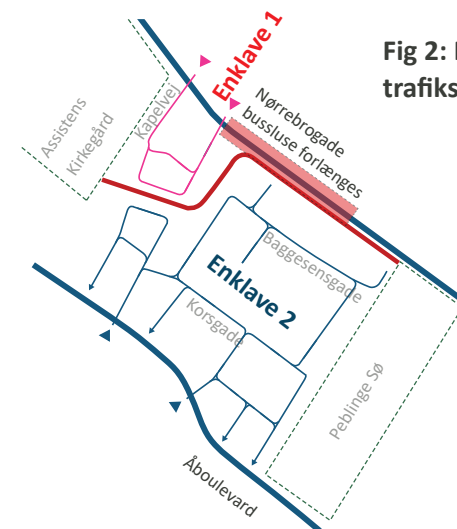 Fig 2:
trafiks
Enklave 1
Nørrebrogade
bussluse forlænges
Kapelvej
Assistens
Kirkegård
Baggesensgade
Enklave 2
Korsgade
Peblinge Sø
Åboulevard